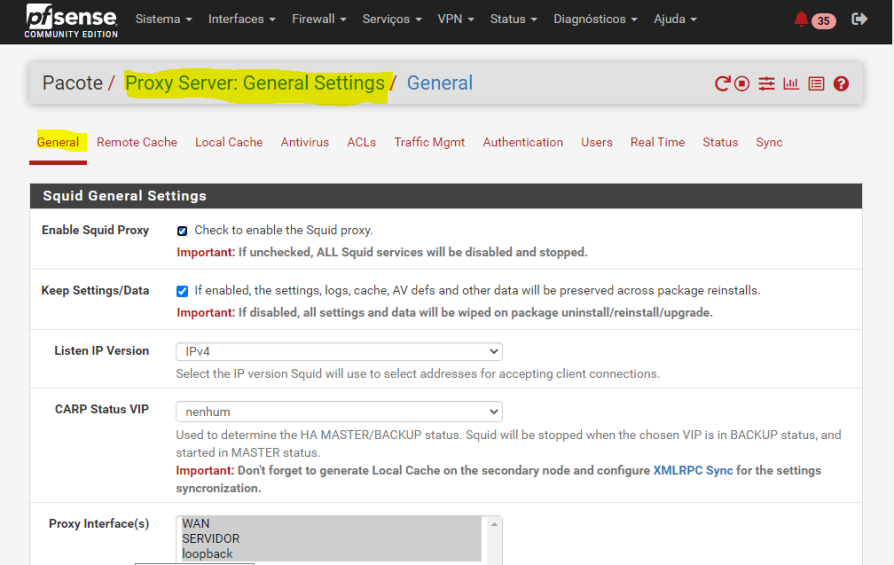 pfsense
COMMUNITY EDITION
Sistema Interfaces Firewall Serviços VPN Status Diagnósticos Ajuda 35
Pacote / Proxy Server: General Settings / General
General Remote Cache Local Cache Antivirus ACLs Traffic Mgmt Authentication Users Real Time Status Sync
Squid General Settings
Enable Squid Proxy Check to enable the Squid proxy.
Important: If unchecked, ALL Squid services will be disabled and stopped.
Keep Settings/Data If enabled, the settings, logs, cache, AV defs and other data will be preserved across package reinstalls.
Important: If disabled, all settings and data will be wiped on package uninstall/reinstall/upgrade.
Listen IP Version IPv4
Select the IP version Squid will use to select addresses for accepting client connections.
CARP Status VIP nenhum
Used to determine the HA MASTER/BACKUP status. Squid will be stopped when the chosen VIP is in BACKUP status, and
started in MASTER status.
Important: Don't forget to generate Local Cache on the secondary node and configure XMLRPC Sync for the settings
syncronization.
Proxy Interface(s) WAN
SERVIDOR
loopback